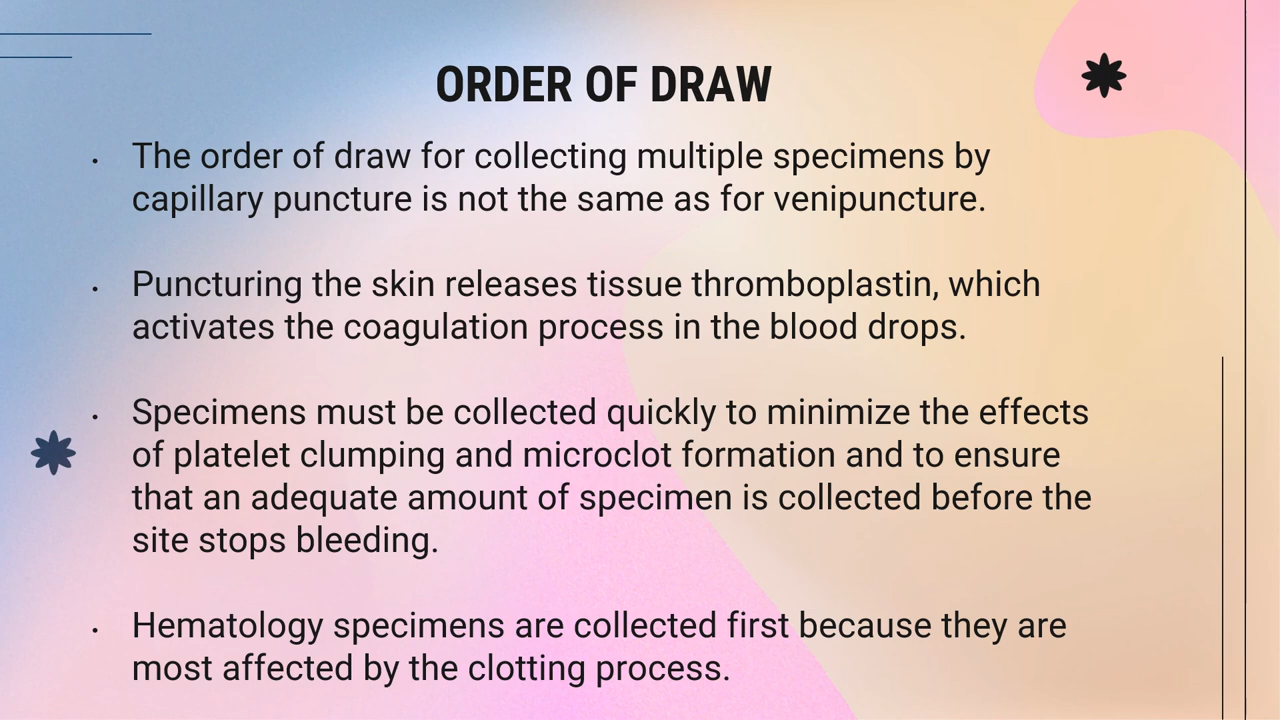 ORDER OF DRAW
• The order of draw for collecting multiple specimens by
capillary puncture is not the same as for venipuncture.
• Puncturing the skin releases tissue thromboplastin, which
activates the coagulation process in the blood drops.
• Specimens must be collected quickly to minimize the effects
of platelet clumping and microclot formation and to ensure
that an adequate amount of specimen is collected before the
site stops bleeding.
• Hematology specimens are collected first because they are
most affected by the clotting process.